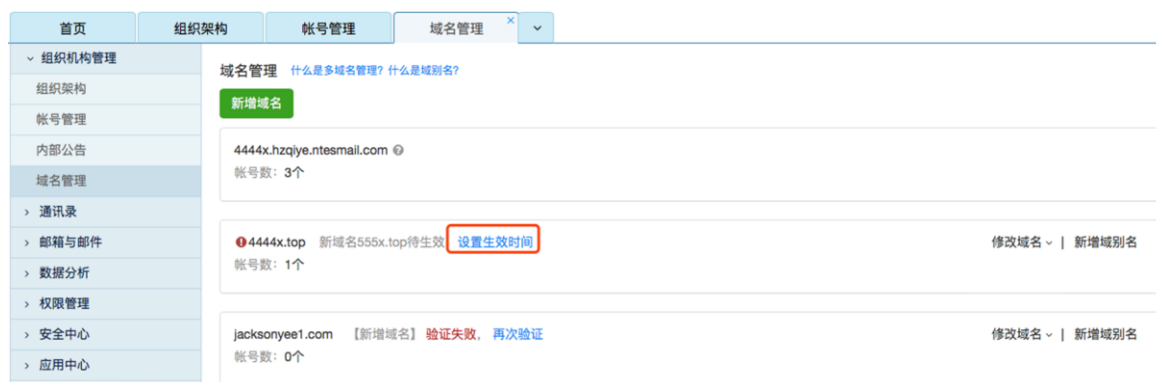 首页 组织架构 帐号管理 域名管理
组织机构管理
组织架构
帐号管理
内部公告
域名管理
通讯录
邮箱与邮件
数据分析
权限管理
安全中心
应用中心
域名管理 什么是多域名管理? 什么是域别名?
新增域名
4444x.hzqiye.ntesmail.com
帐号数: 3个
4444x.top 新域名555x.top待生效 设置生效时间 修改域名 | 新增域别名
帐号数: 1个
jacksonyee1.com 【新增域名】 验证失败, 再次验证 修改域名 | 新增域别名
帐号数: 0个